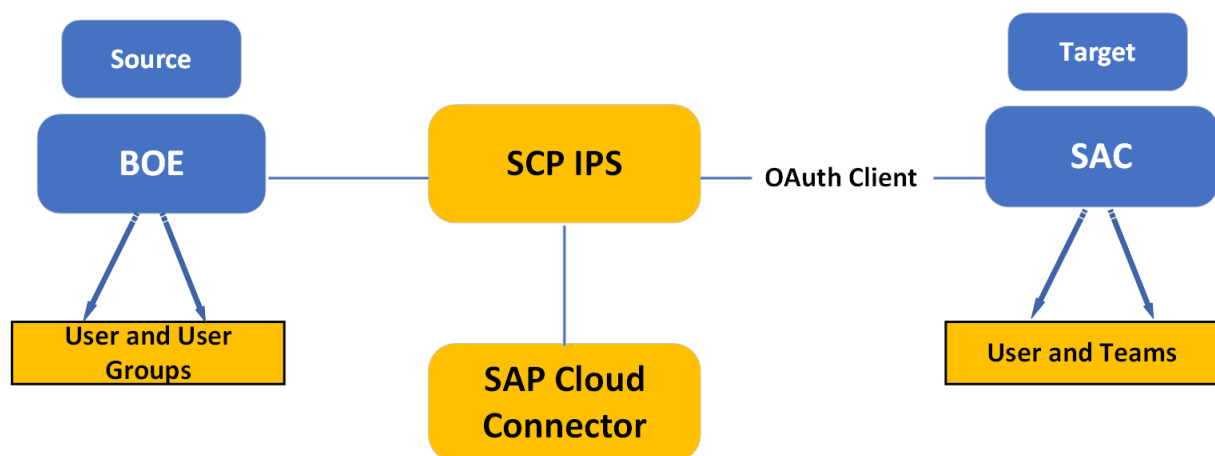 Source
Target
BOE
SCP IPS
OAuth Client
SAC
User and User
Groups
SAP Cloud
Connector
User and Teams